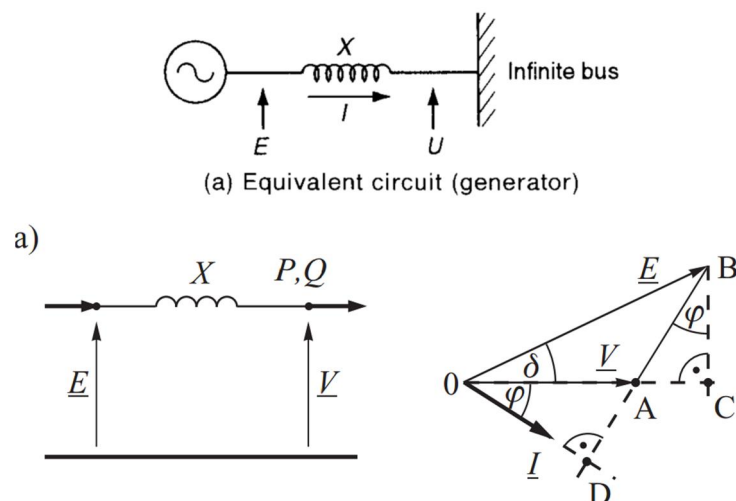 X
Infinite bus
I
E
U
(a) Equivalent circuit (generator)
a)
X
P,Q
E
V
E
B
φ
δ
V
0
φ
A
C
I
D